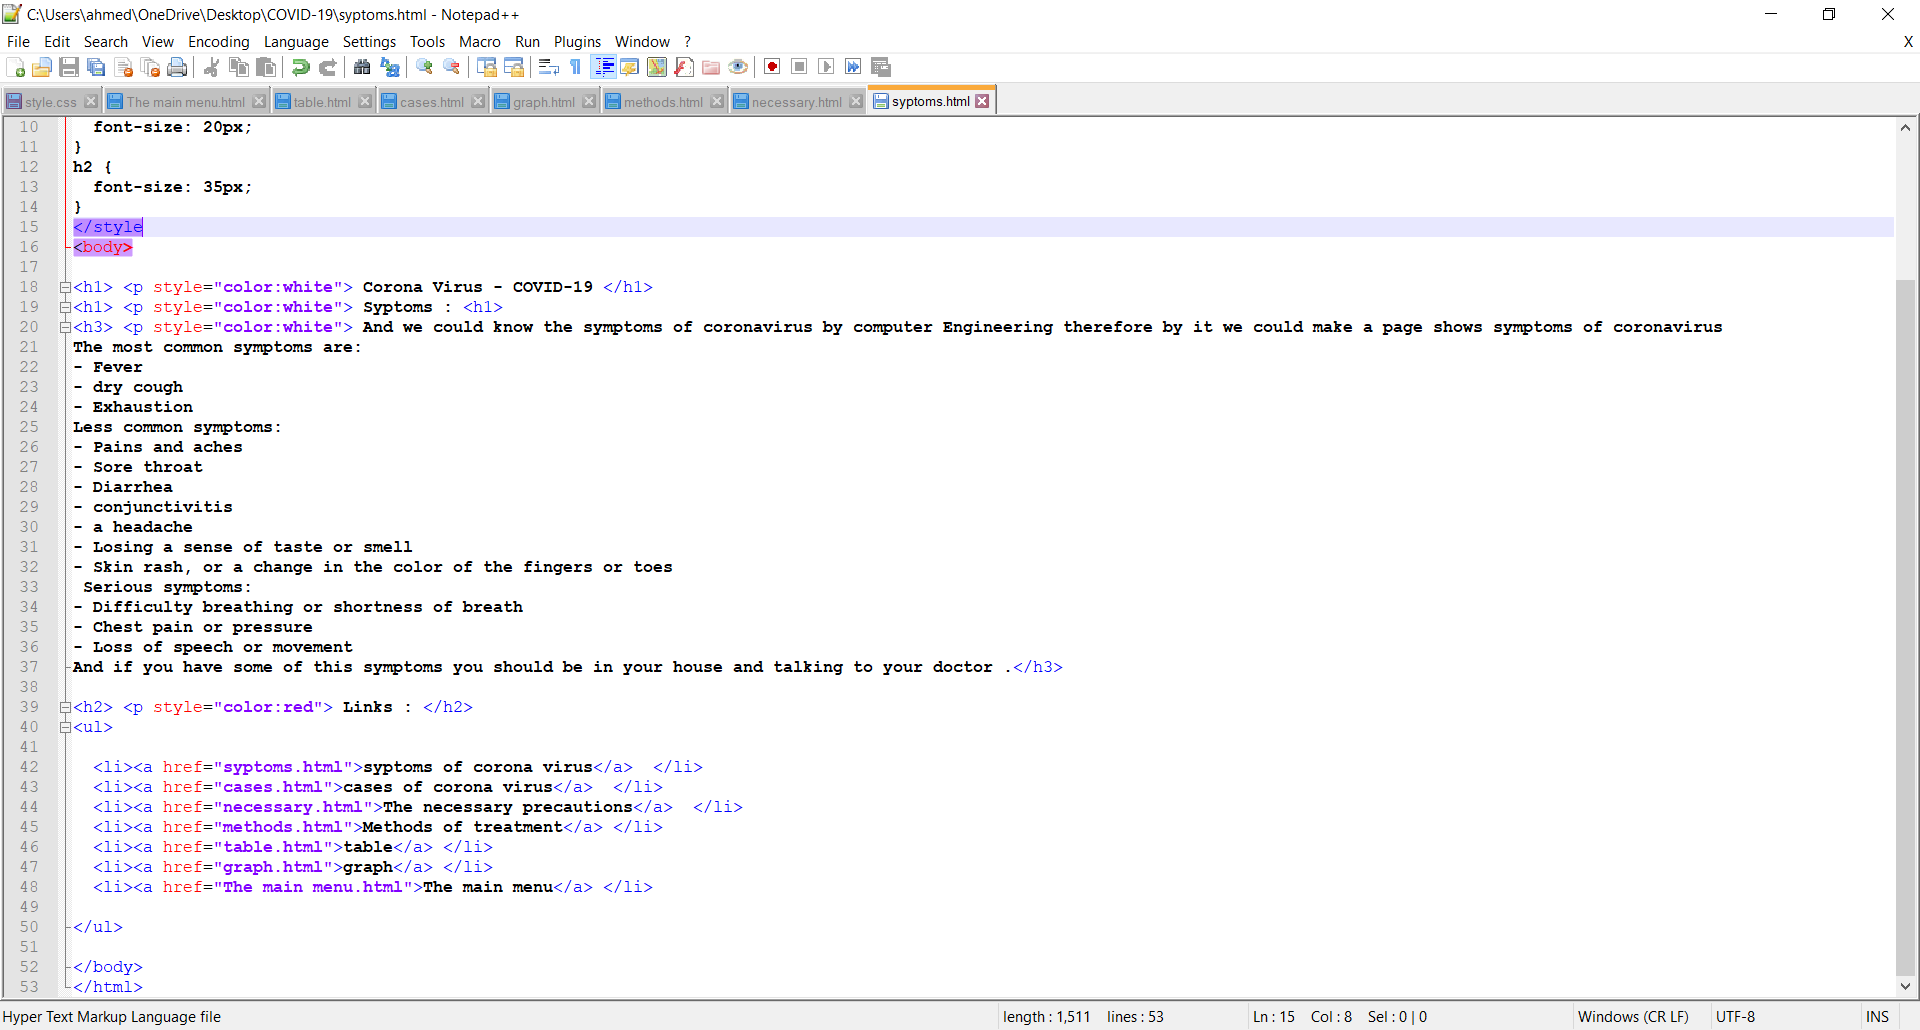 C:\Users\ahmed\OneDrive\Desktop\COVID-19\syptoms.html - Notepad++
File Edit Search View Encoding Language Settings Tools Macro Run Plugins Window ? X
style.css The main menu.html table.html cases.html graph.html methods.html necessary.html syptoms.html
10 font-size: 20px;
11 }
12 h2 {
13 font-size: 35px;
14 }
15 </style
16 <body>
17
18 <h1> <p style="color:white"> Corona Virus - COVID-19 </h1>
19 <h1> <p style="color:white"> Syptoms : <h1>
20 <h3> <p style="color:white"> And we could know the symptoms of coronavirus by computer Engineering therefore by it we could make a page shows symptoms of coronavirus
21 The most common symptoms are:
22 - Fever
23 - dry cough
24 - Exhaustion
25 Less common symptoms:
26 - Pains and aches
27 - Sore throat
28 - Diarrhea
29 - conjunctivitis
30 - a headache
31 - Losing a sense of taste or smell
32 - Skin rash, or a change in the color of the fingers or toes
33 Serious symptoms:
34 - Difficulty breathing or shortness of breath
35 - Chest pain or pressure
36 - Loss of speech or movement
37 And if you have some of this symptoms you should be in your house and talking to your doctor .</h3>
38
39 <h2> <p style="color:red"> Links : </h2>
40 <ul>
41
42 <li><a href="syptoms.html">syptoms of corona virus</a>  </li>
43 <li><a href="cases.html">cases of corona virus</a>  </li>
44 <li><a href="necessary.html">The necessary precautions</a>  </li>
45 <li><a href="methods.html">Methods of treatment</a> </li>
46 <li><a href="table.html">table</a> </li>
47 <li><a href="graph.html">graph</a> </li>
48 <li><a href="The main menu.html">The main menu</a> </li>
49
50 </ul>
51
52 </body>
53 </html>
Hyper Text Markup Language file length : 1,511 lines : 53 Ln : 15 Col : 8 Sel : 0 | 0 Windows (CR LF) UTF-8 INS